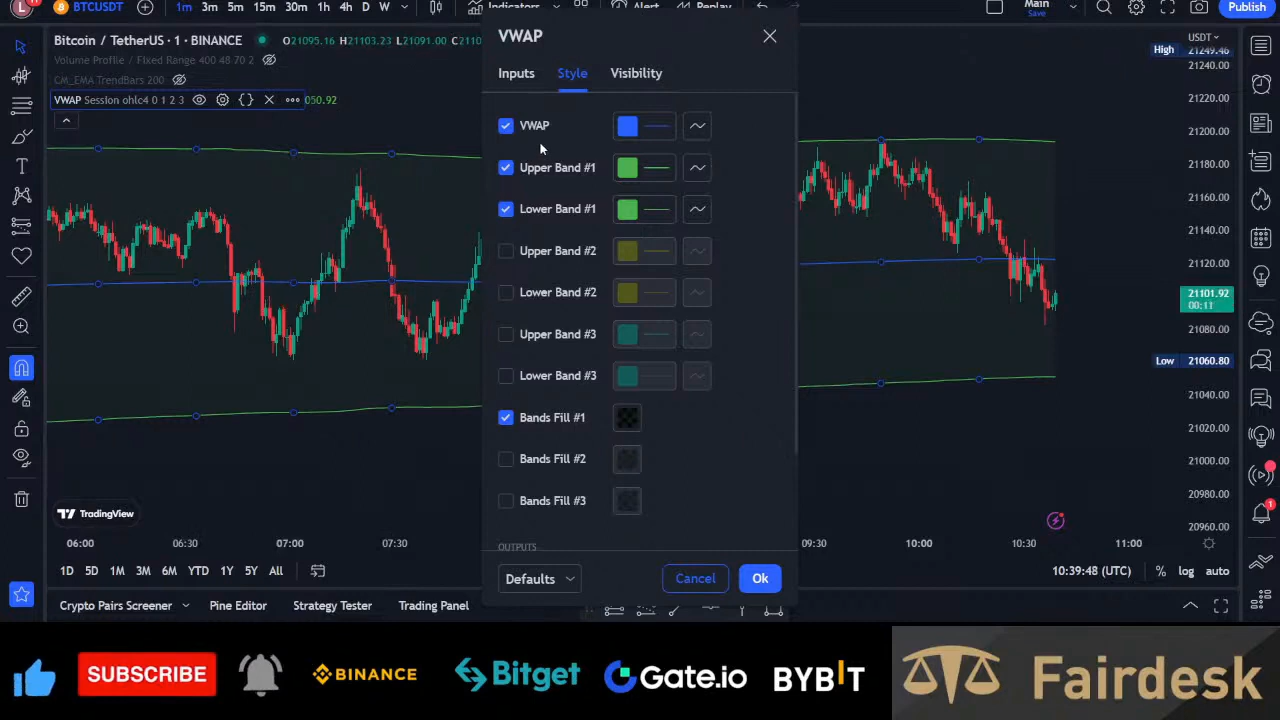 L 11
BTCUSDT
1m 3m 5m 15m 30m 1h 4h D W
Indicators
Alert
Replay
Main
Save
Publish
Bitcoin / TetherUS · 1 · BINANCE
O21095.16 H21103.23 L21091.00
Volume Profile / Fixed Range 400 48 70 2
CM_EMA TrendBars 200
VWAP Session ohlc4 0 1 2 3
050.92
VWAP
Inputs Style Visibility
VWAP
Upper Band #1
Lower Band #1
Upper Band #2
Lower Band #2
Upper Band #3
Lower Band #3
Bands Fill #1
Bands Fill #2
Bands Fill #3
OUTPUTS
Defaults
Cancel
Ok
USDT
High 21249.46
21240.00
21220.00
21200.00
21180.00
21160.00
21140.00
21120.00
21101.92
00:11
21080.00
Low 21060.80
21040.00
21020.00
21000.00
20980.00
20960.00
TradingView
06:00 06:30 07:00 07:30 09:30 10:00 10:30 11:00
1D 5D 1M 3M 6M YTD 1Y 5Y All
10:39:48 (UTC) % log auto
Crypto Pairs Screener Pine Editor Strategy Tester Trading Panel
1
SUBSCRIBE
BINANCE
Bitget
Gate.io
BYBIT
Fairdesk